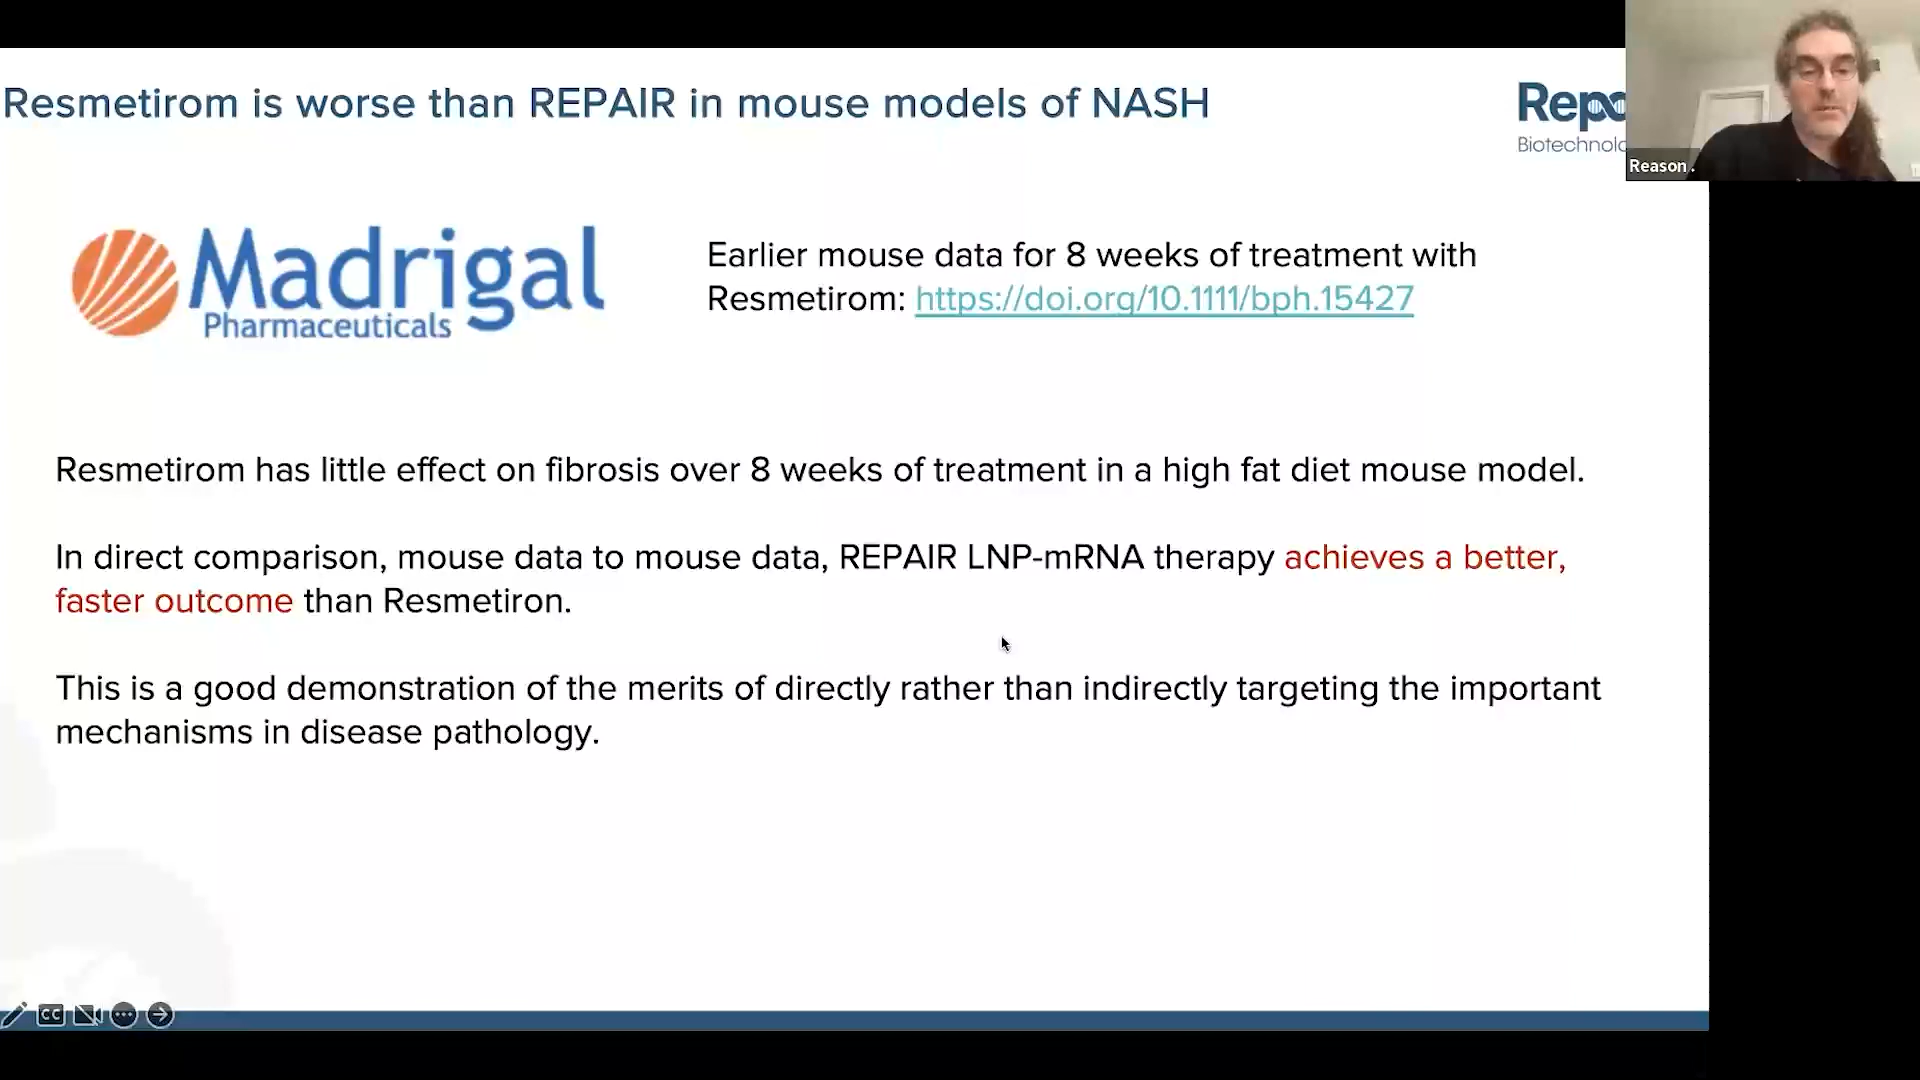 Resmetirom is worse than REPAIR in mouse models of NASH
Reason .
Biotechnolo
Madrigal
Pharmaceuticals
Earlier mouse data for 8 weeks of treatment with
Resmetirom: https://doi.org/10.1111/bph.15427
Resmetirom has little effect on fibrosis over 8 weeks of treatment in a high fat diet mouse model.
In direct comparison, mouse data to mouse data, REPAIR LNP-mRNA therapy achieves a better,
faster outcome than Resmetiron.
This is a good demonstration of the merits of directly rather than indirectly targeting the important
mechanisms in disease pathology.
CC